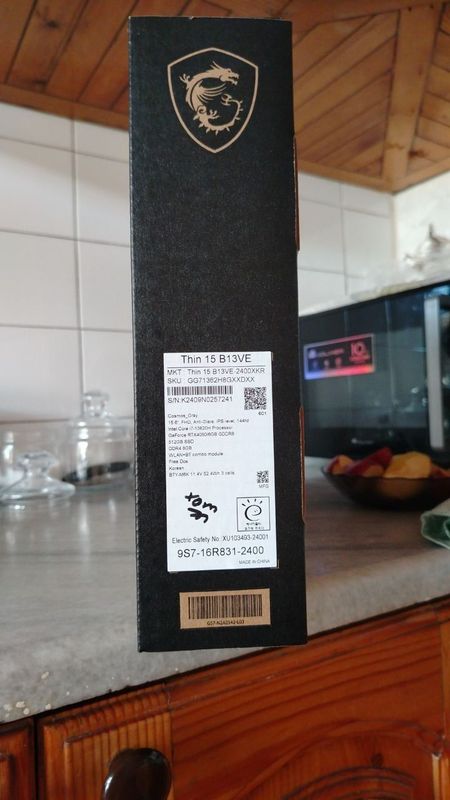 Thin 15 B13VE
MKT : Thin 15 B13VE-2400XKR
SKU : GG71362H8GXXDXX
S/N:K2409N0257241
Cosmos_Gray
15.6", FHD, Anti-Glare, IPS-level, 144hz
Intel Core i7-13620H Processor
GeForce RTX4050/6GB GDDR6
512GB SSD
DDR4 8GB
WLAN+BT combo module
Free Dos
Korean
BTY-M6K 11.4V 52.4Wh 3 cells
MFG
Electric Safety No. XU103493-24001
9S7-16R831-2400
MADE IN CHINA